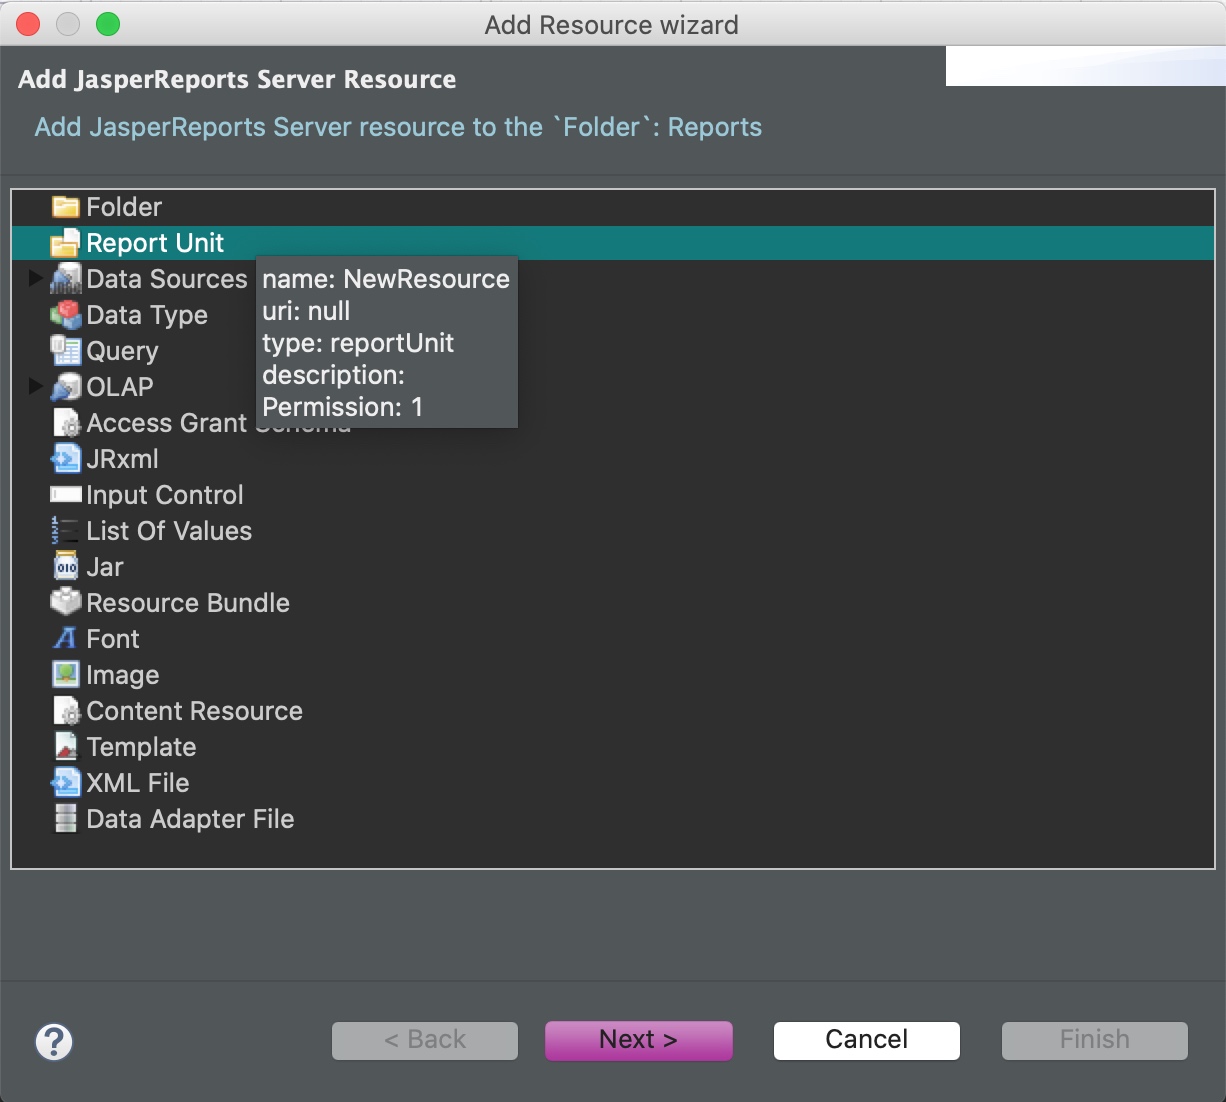 Add Resource wizard
Add JasperReports Server Resource
Add JasperReports Server resource to the `Folder`: Reports
Folder
Report Unit
Data Sources
name: NewResource
uri: null
type: reportUnit
description:
Permission: 1
Data Type
Query
OLAP
Access Grant Schema
JRxml
Input Control
List Of Values
Jar
Resource Bundle
Font
Image
Content Resource
Template
XML File
Data Adapter File
?
< Back
Next >
Cancel
Finish